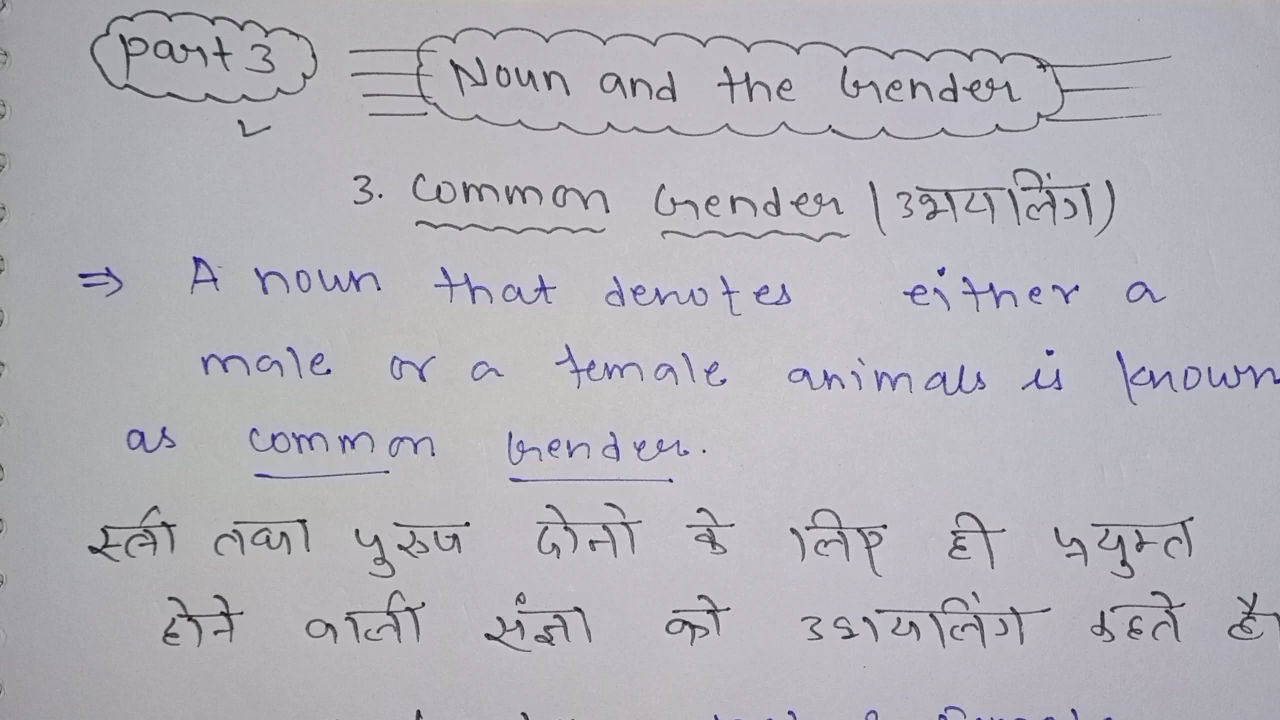 Part 3
Noun and the Gender
3. Common Gender (उभयलिंग)
⇒ A noun that denotes either a
male or a female animals is known
as common Gender.
स्त्री तथा पुरुष दोनो के लिए ही प्रयुक्त
होने वाली संज्ञा को उभयलिंग कहते है।